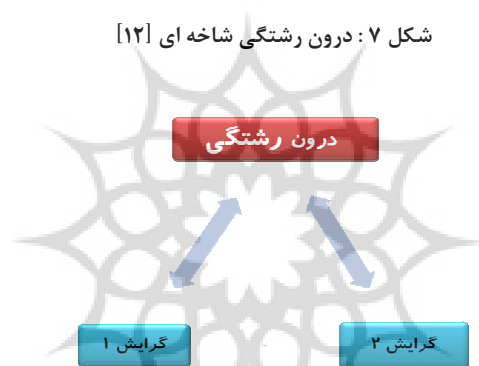 شکل ۷ : درون رشتگی شاخه ای [۱۲]
درون رشتگی
گرایش ۲
گرایش ۱